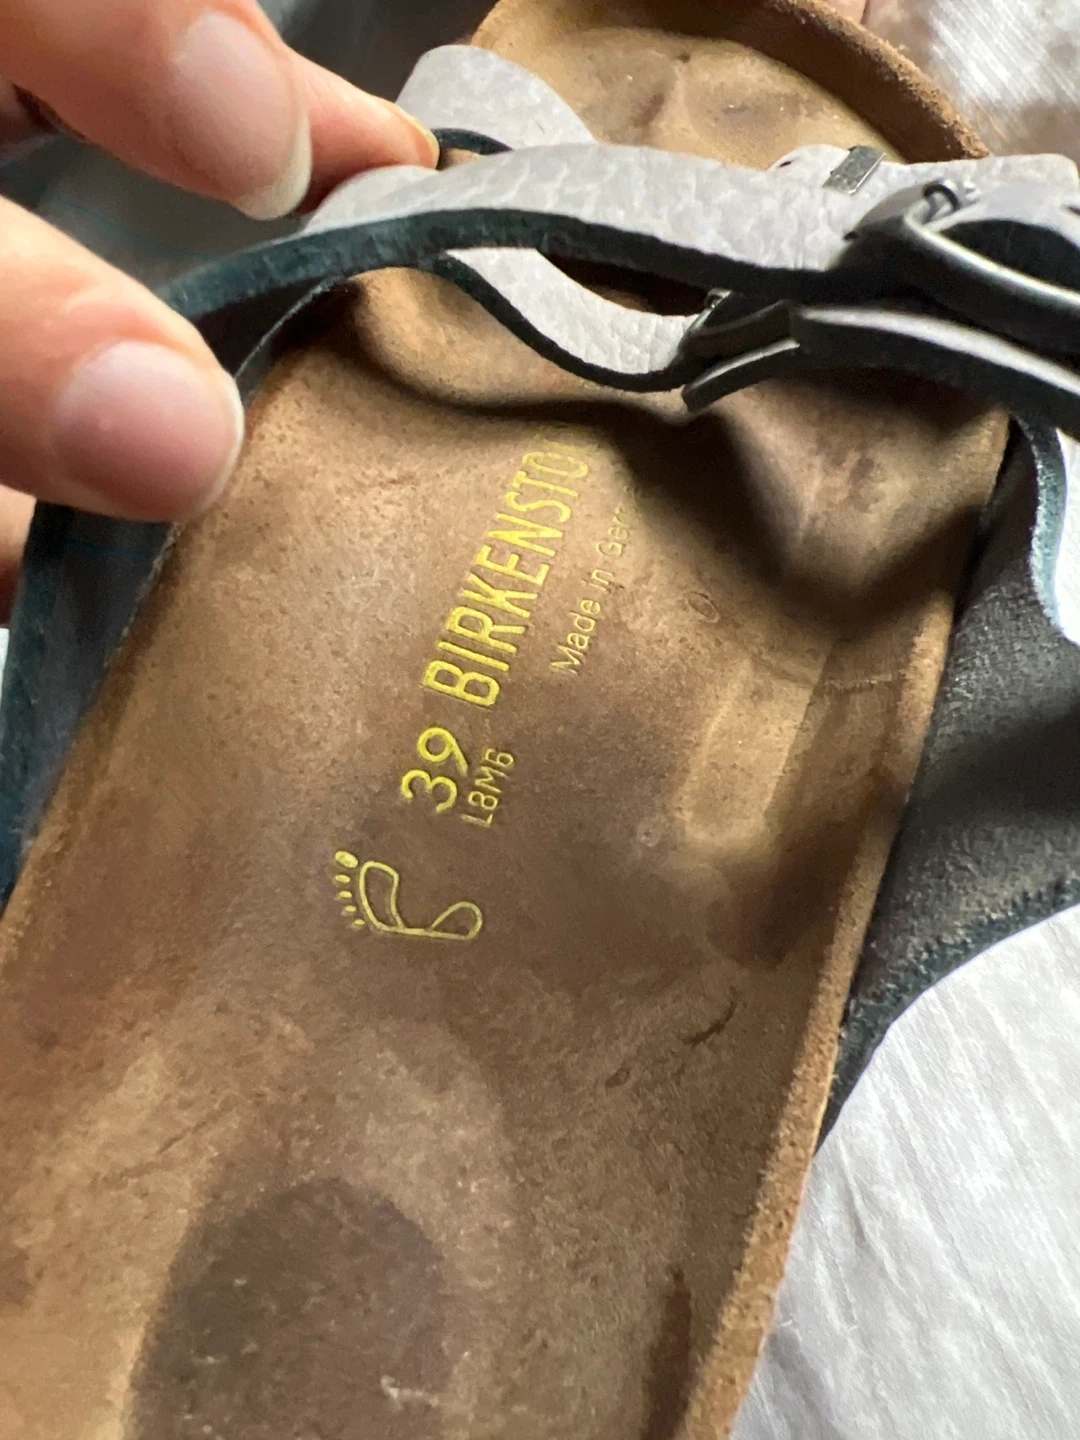 39 BIRKENSTO
L8M6
Made in Ger